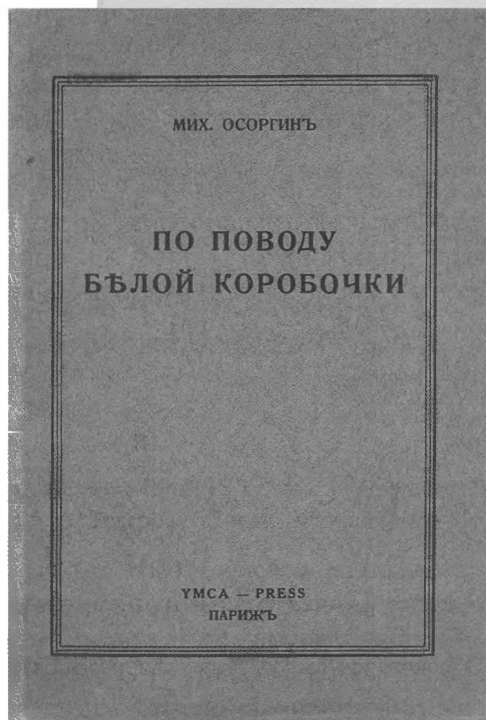 МИХ. ОСОРГИНЪ
ПО ПОВОДУ
БѢЛОЙ КОРОБОЧКИ
YMCA — PRESS
ПАРИЖЪ